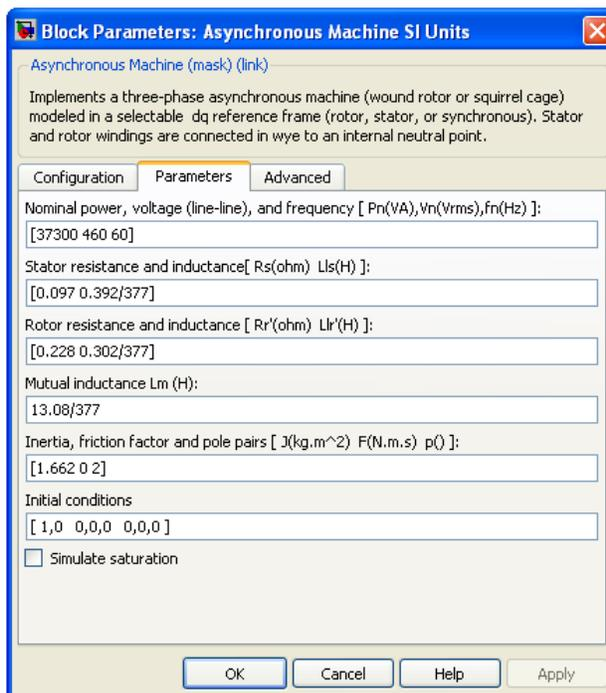 Block Parameters: Asynchronous Machine SI Units
Asynchronous Machine (mask) (link)
Implements a three-phase asynchronous machine (wound rotor or squirrel cage)
modeled in a selectable dq reference frame (rotor, stator, or synchronous). Stator
and rotor windings are connected in wye to an internal neutral point.
Configuration Parameters Advanced
Nominal power, voltage (line-line), and frequency [ Pn(VA),Vn(Vrms),fn(Hz) ]:
[37300 460 60]
Stator resistance and inductance[ Rs(ohm) Lls(H) ]:
[0.097 0.392/377]
Rotor resistance and inductance [ Rr'(ohm) Llr'(H) ]:
[0.228 0.302/377]
Mutual inductance Lm (H):
13.08/377
Inertia, friction factor and pole pairs [ J(kg.m^2) F(N.m.s) p() ]:
[1.662 0 2]
Initial conditions
[ 1,0 0,0,0 0,0,0 ]
Simulate saturation
OK Cancel Help Apply